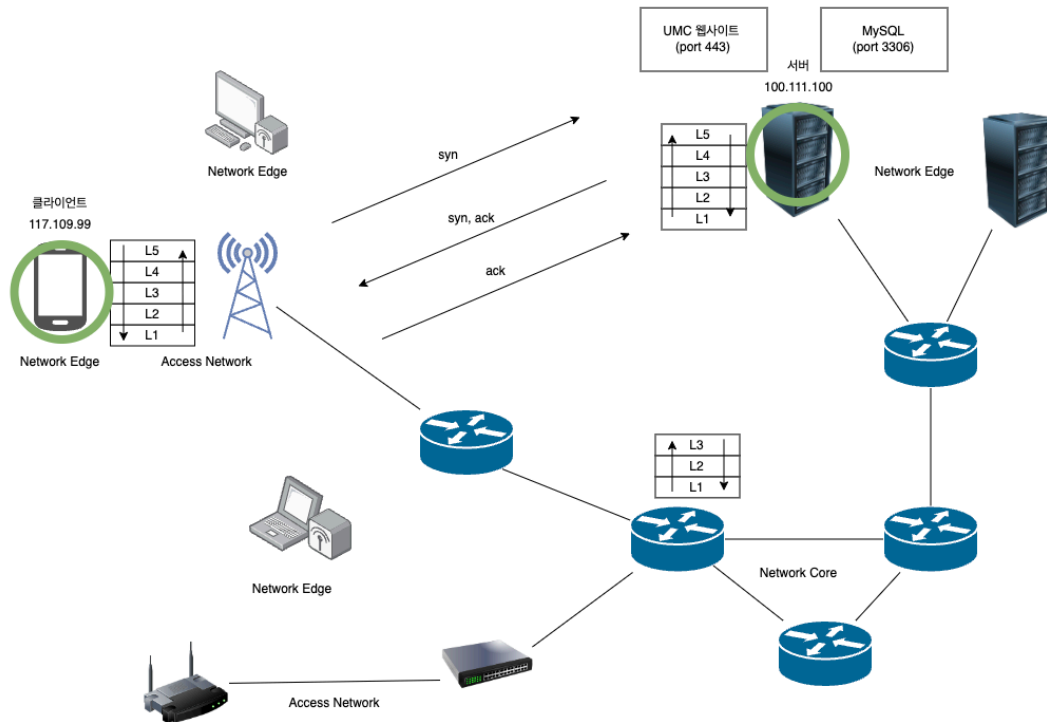 UMC 웹사이트
(port 443)
MySQL
(port 3306)
서버
100.111.100
L5
L4
L3
L2
L1
Network Edge
Network Edge
syn
syn, ack
ack
클라이언트
117.109.99
L5
L4
L3
L2
L1
Network Edge
Access Network
L3
L2
L1
Network Core
Network Edge
Access Network